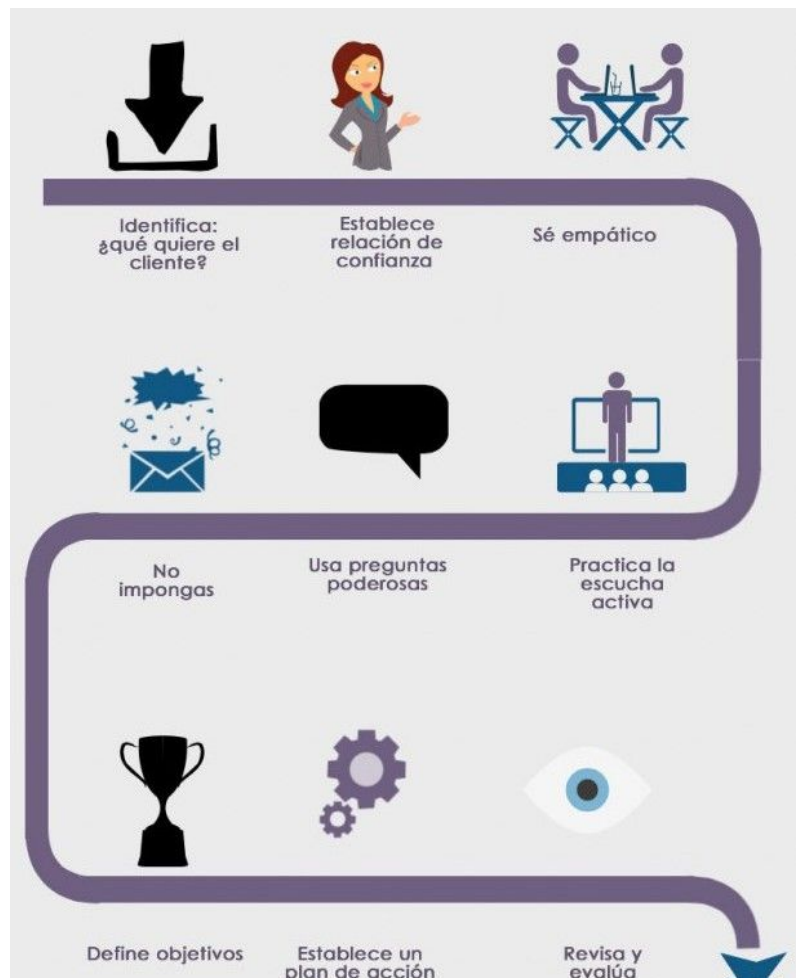 Identifica:
¿qué quiere el
cliente?
Establece
relación de
confianza
Sé empático
No
impongas
Usa preguntas
poderosas
Practica la
escucha
activa
Define objetivos
Establece un
plan de acción
Revisa y
evalúa